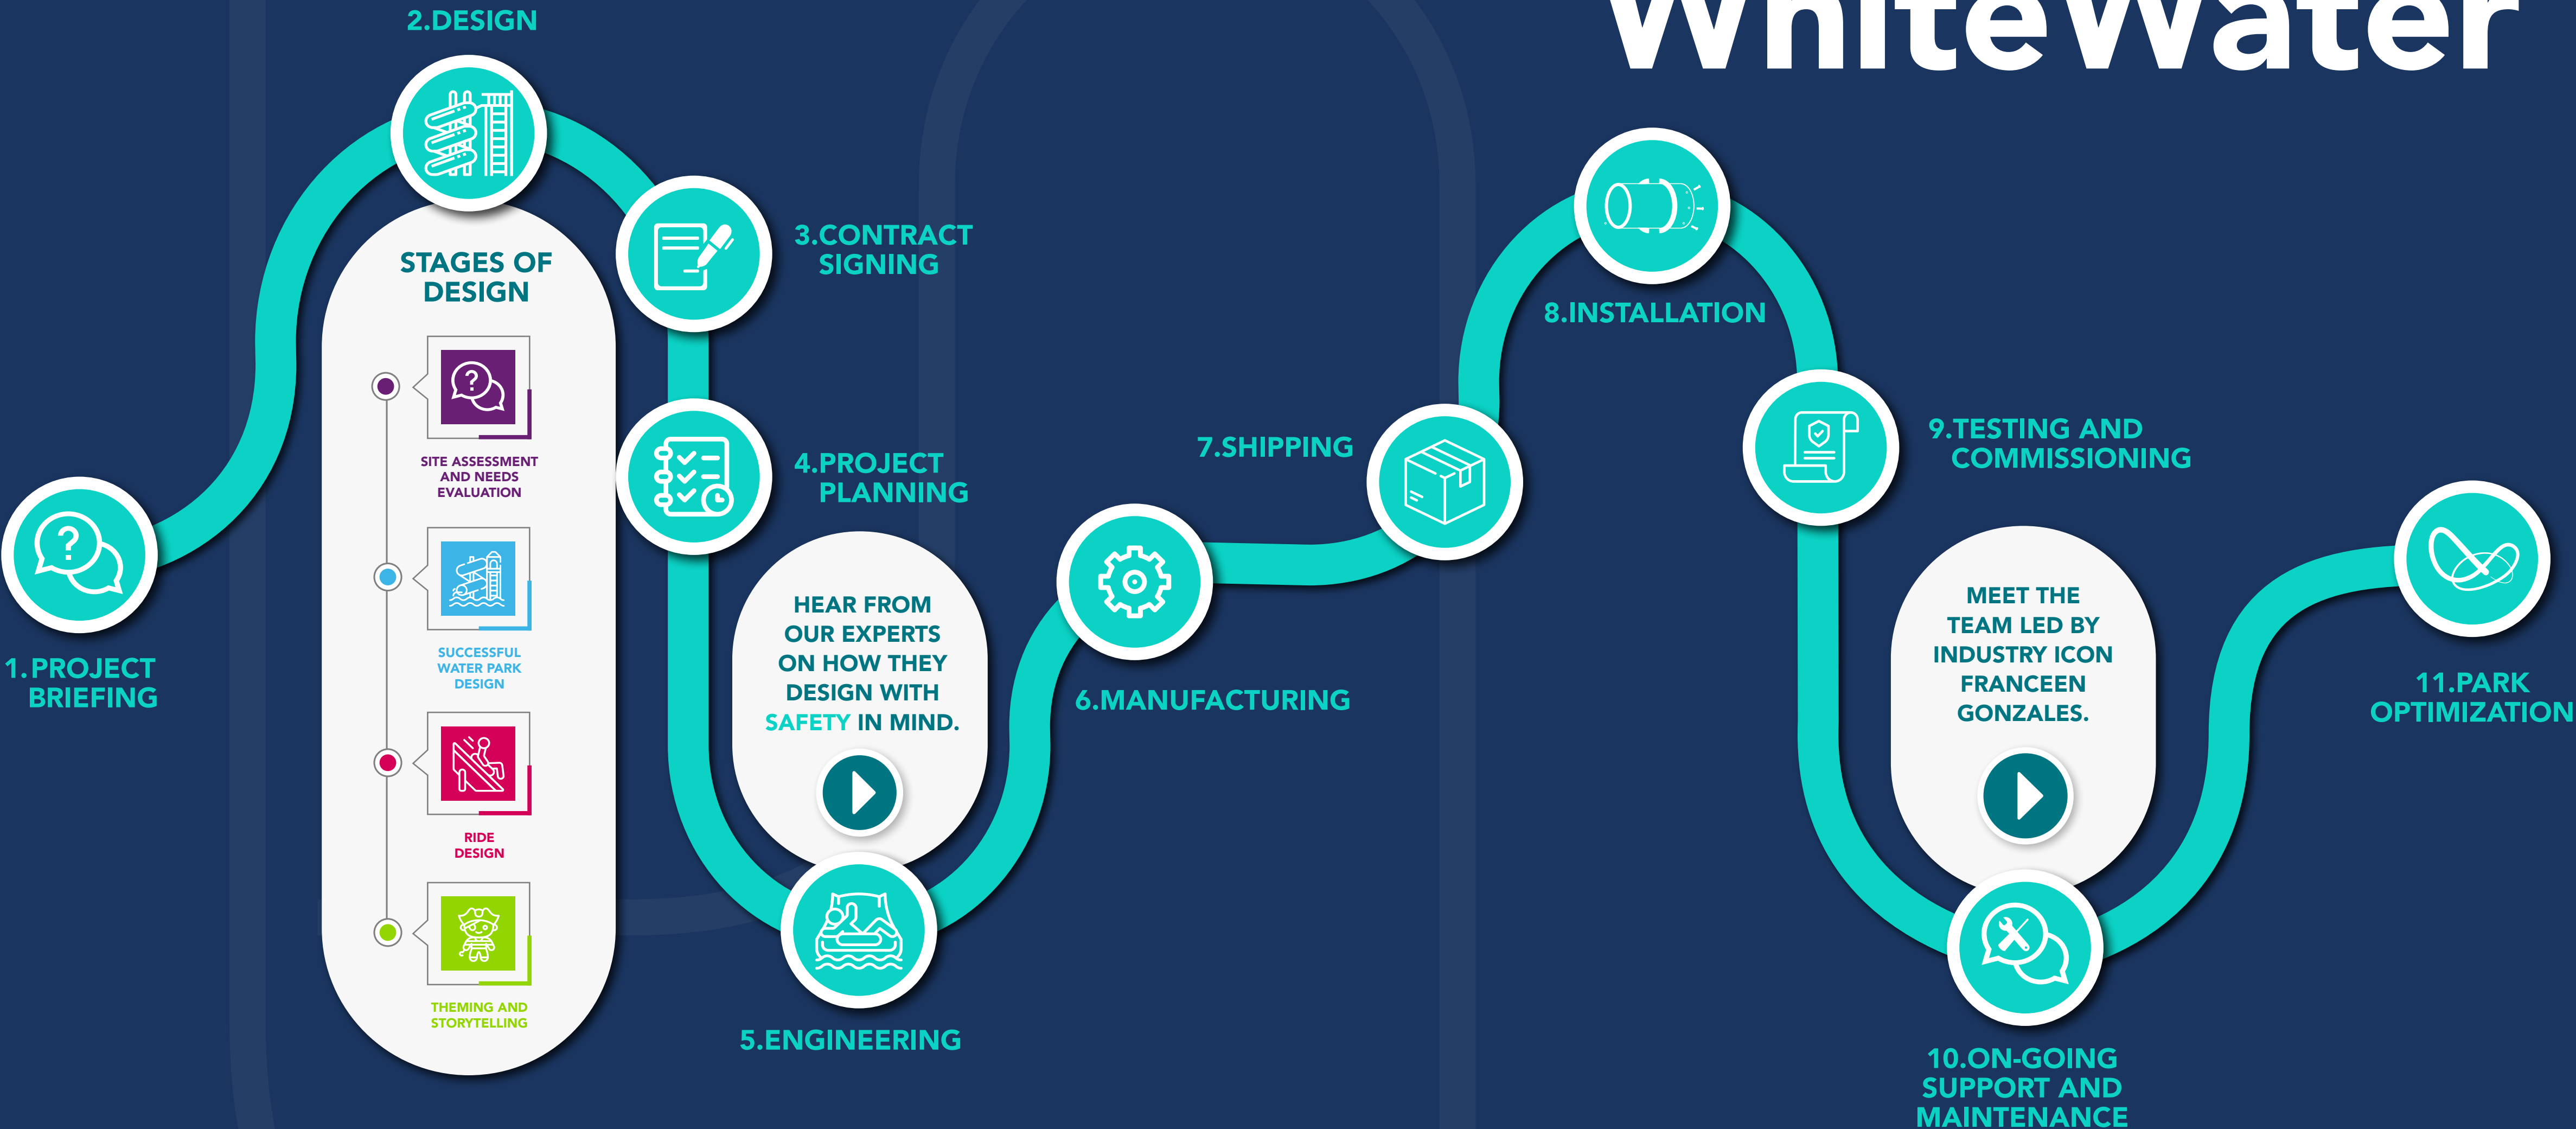 WhiteWater
2.DESIGN
STAGES OF
DESIGN
SITE ASSESSMENT
AND NEEDS
EVALUATION
SUCCESSFUL
WATER PARK
DESIGN
RIDE
DESIGN
THEMING AND
STORYTELLING
1.PROJECT
BRIEFING
3.CONTRACT
SIGNING
4.PROJECT
PLANNING
HEAR FROM
OUR EXPERTS
ON HOW THEY
DESIGN WITH
SAFETY IN MIND.
5.ENGINEERING
6.MANUFACTURING
7.SHIPPING
8.INSTALLATION
9.TESTING AND
COMMISSIONING
MEET THE
TEAM LED BY
INDUSTRY ICON
FRANCEEN
GONZALES.
10.ON-GOING
SUPPORT AND
MAINTENANCE
11.PARK
OPTIMIZATION